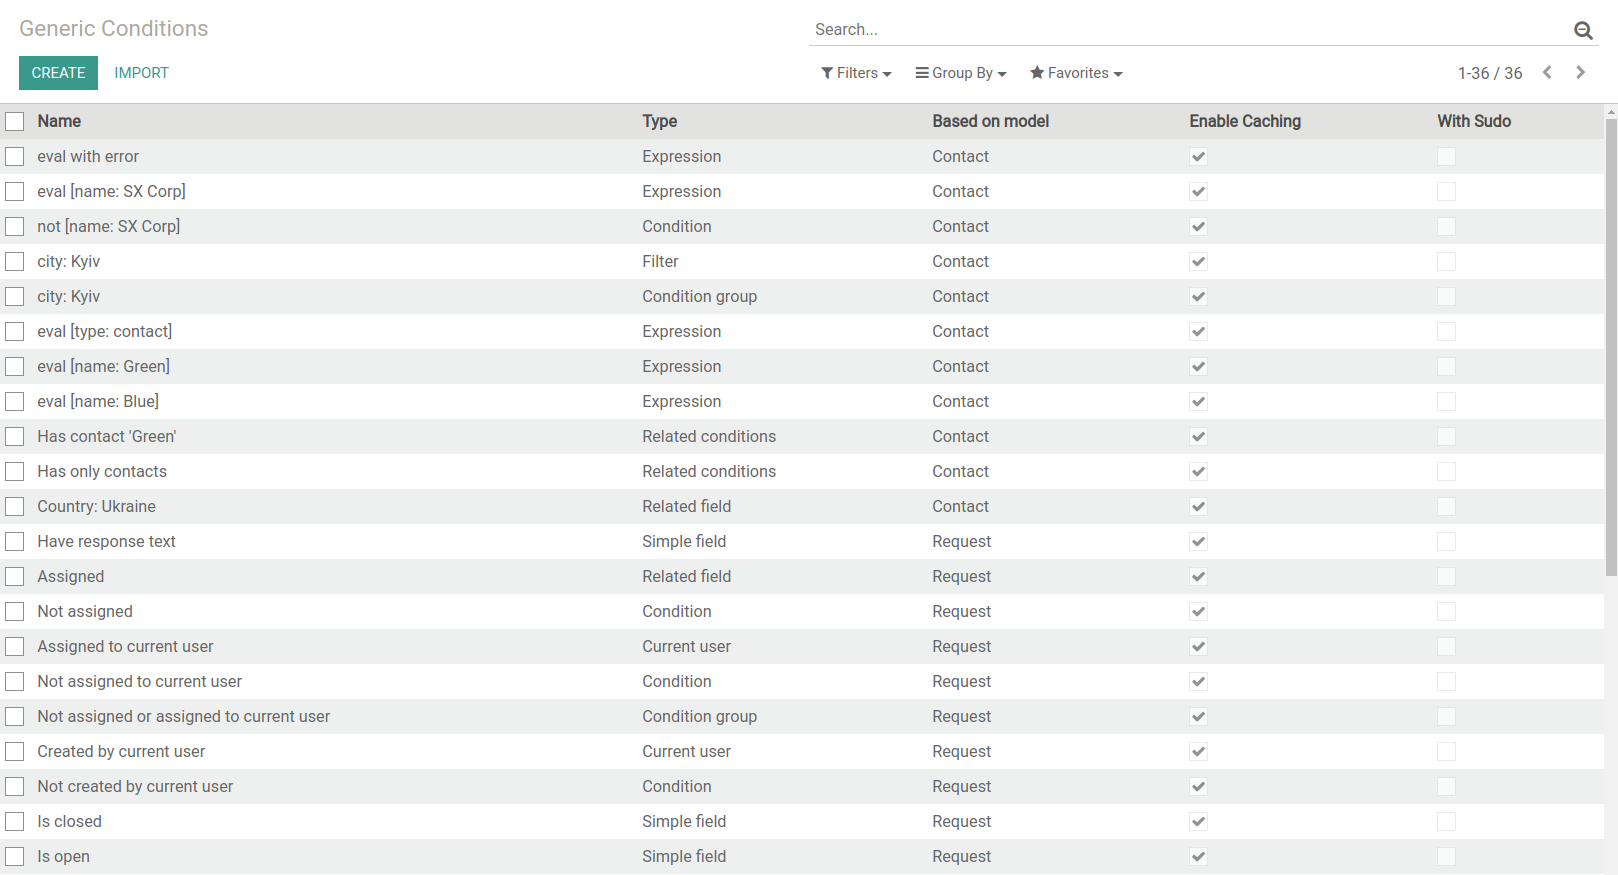 Generic Conditions
Search...
CREATE IMPORT
Filters Group By Favorites 1-36 / 36
Name Type Based on model Enable Caching With Sudo
eval with error Expression Contact
eval [name: SX Corp] Expression Contact
not [name: SX Corp] Condition Contact
city: Kyiv Filter Contact
city: Kyiv Condition group Contact
eval [type: contact] Expression Contact
eval [name: Green] Expression Contact
eval [name: Blue] Expression Contact
Has contact 'Green' Related conditions Contact
Has only contacts Related conditions Contact
Country: Ukraine Related field Contact
Have response text Simple field Request
Assigned Related field Request
Not assigned Condition Request
Assigned to current user Current user Request
Not assigned to current user Condition Request
Not assigned or assigned to current user Condition group Request
Created by current user Current user Request
Not created by current user Condition Request
Is closed Simple field Request
Is open Simple field Request